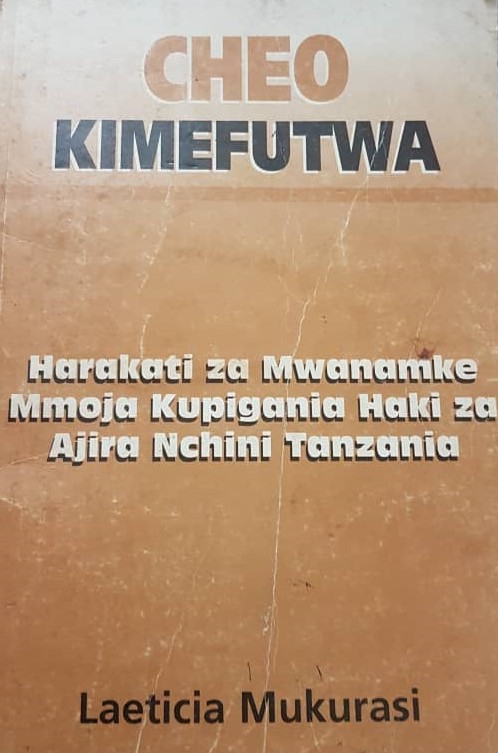 CHEO
KIMEFUTWA
Harakati za Mwanamke
Mmoja Kupigania Haki za
Ajira Nchini Tanzania
Laeticia Mukurasi